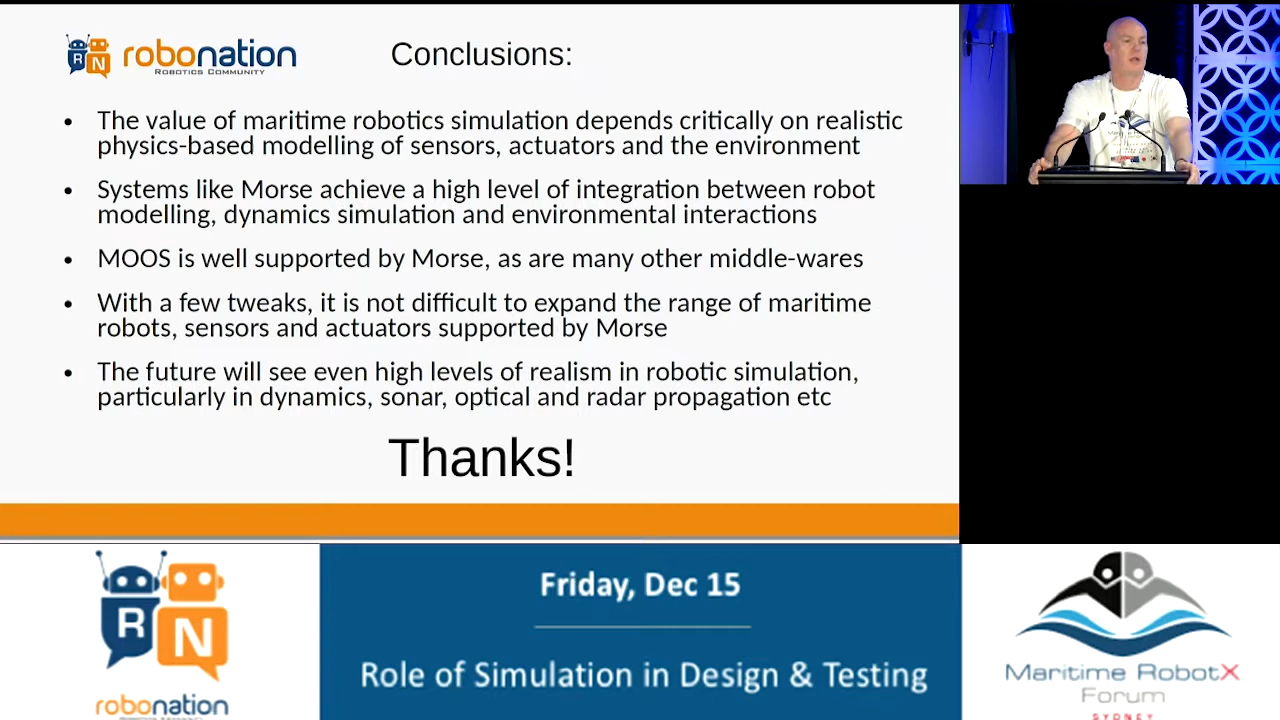 RN robonation
ROBOTICS COMMUNITY
Conclusions:
• The value of maritime robotics simulation depends critically on realistic
physics-based modelling of sensors, actuators and the environment
• Systems like Morse achieve a high level of integration between robot
modelling, dynamics simulation and environmental interactions
• MOOS is well supported by Morse, as are many other middle-wares
• With a few tweaks, it is not difficult to expand the range of maritime
robots, sensors and actuators supported by Morse
• The future will see even high levels of realism in robotic simulation,
particularly in dynamics, sonar, optical and radar propagation etc
Thanks!
RN
robonation
Friday, Dec 15
Role of Simulation in Design & Testing
Maritime RobotX
Forum
SYDNEY